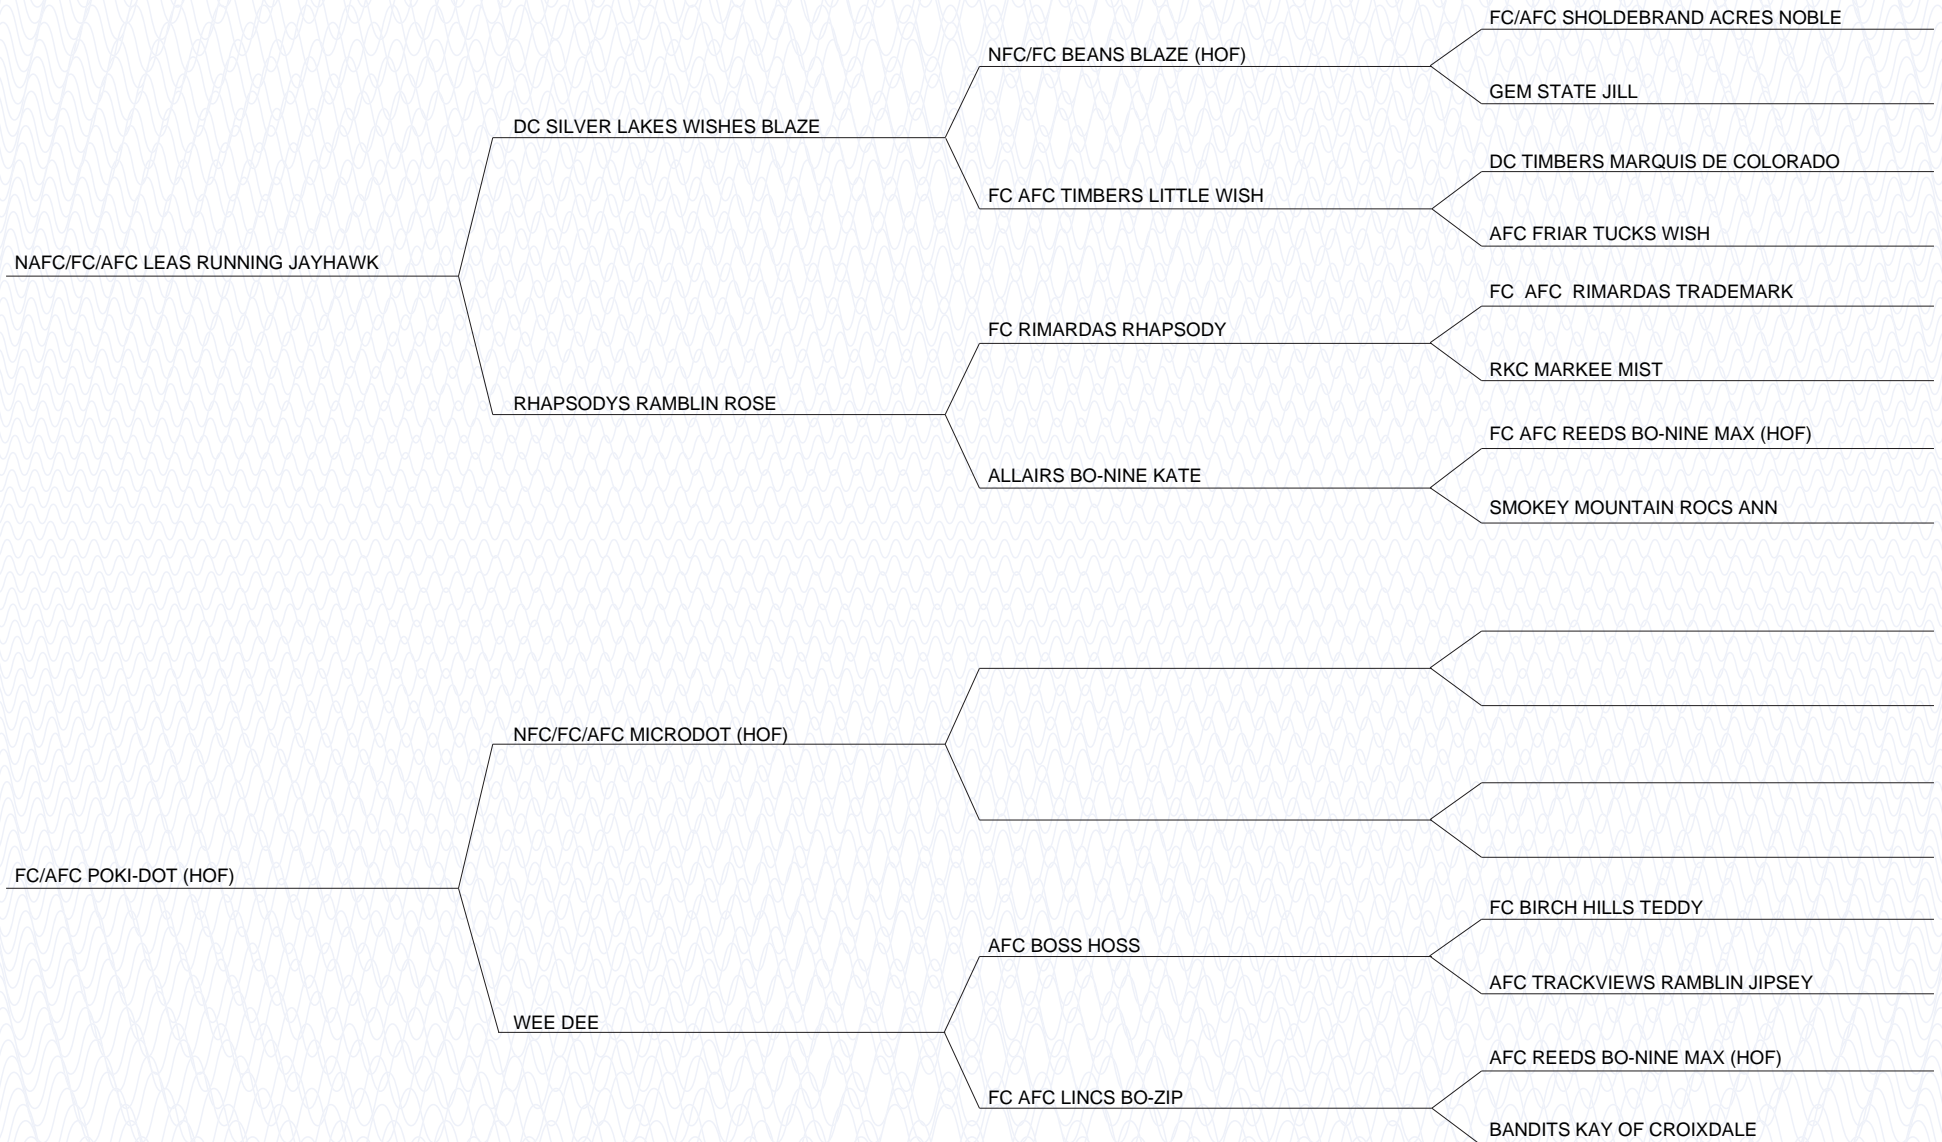 FC/AFC SHOLDEBRAND ACRES NOBLE
NFC/FC BEANS BLAZE (HOF)
GEM STATE JILL
DC SILVER LAKES WISHES BLAZE
DC TIMBERS MARQUIS DE COLORADO
FC AFC TIMBERS LITTLE WISH
AFC FRIAR TUCKS WISH
NAFC/FC/AFC LEAS RUNNING JAYHAWK
FC  AFC  RIMARDAS TRADEMARK
FC RIMARDAS RHAPSODY
RKC MARKEE MIST
RHAPSODYS RAMBLIN ROSE
FC AFC REEDS BO-NINE MAX (HOF)
ALLAIRS BO-NINE KATE
SMOKEY MOUNTAIN ROCS ANN
NFC/FC/AFC MICRODOT (HOF)
FC/AFC POKI-DOT (HOF)
FC BIRCH HILLS TEDDY
AFC BOSS HOSS
AFC TRACKVIEWS RAMBLIN JIPSEY
WEE DEE
AFC REEDS BO-NINE MAX (HOF)
FC AFC LINCS BO-ZIP
BANDITS KAY OF CROIXDALE